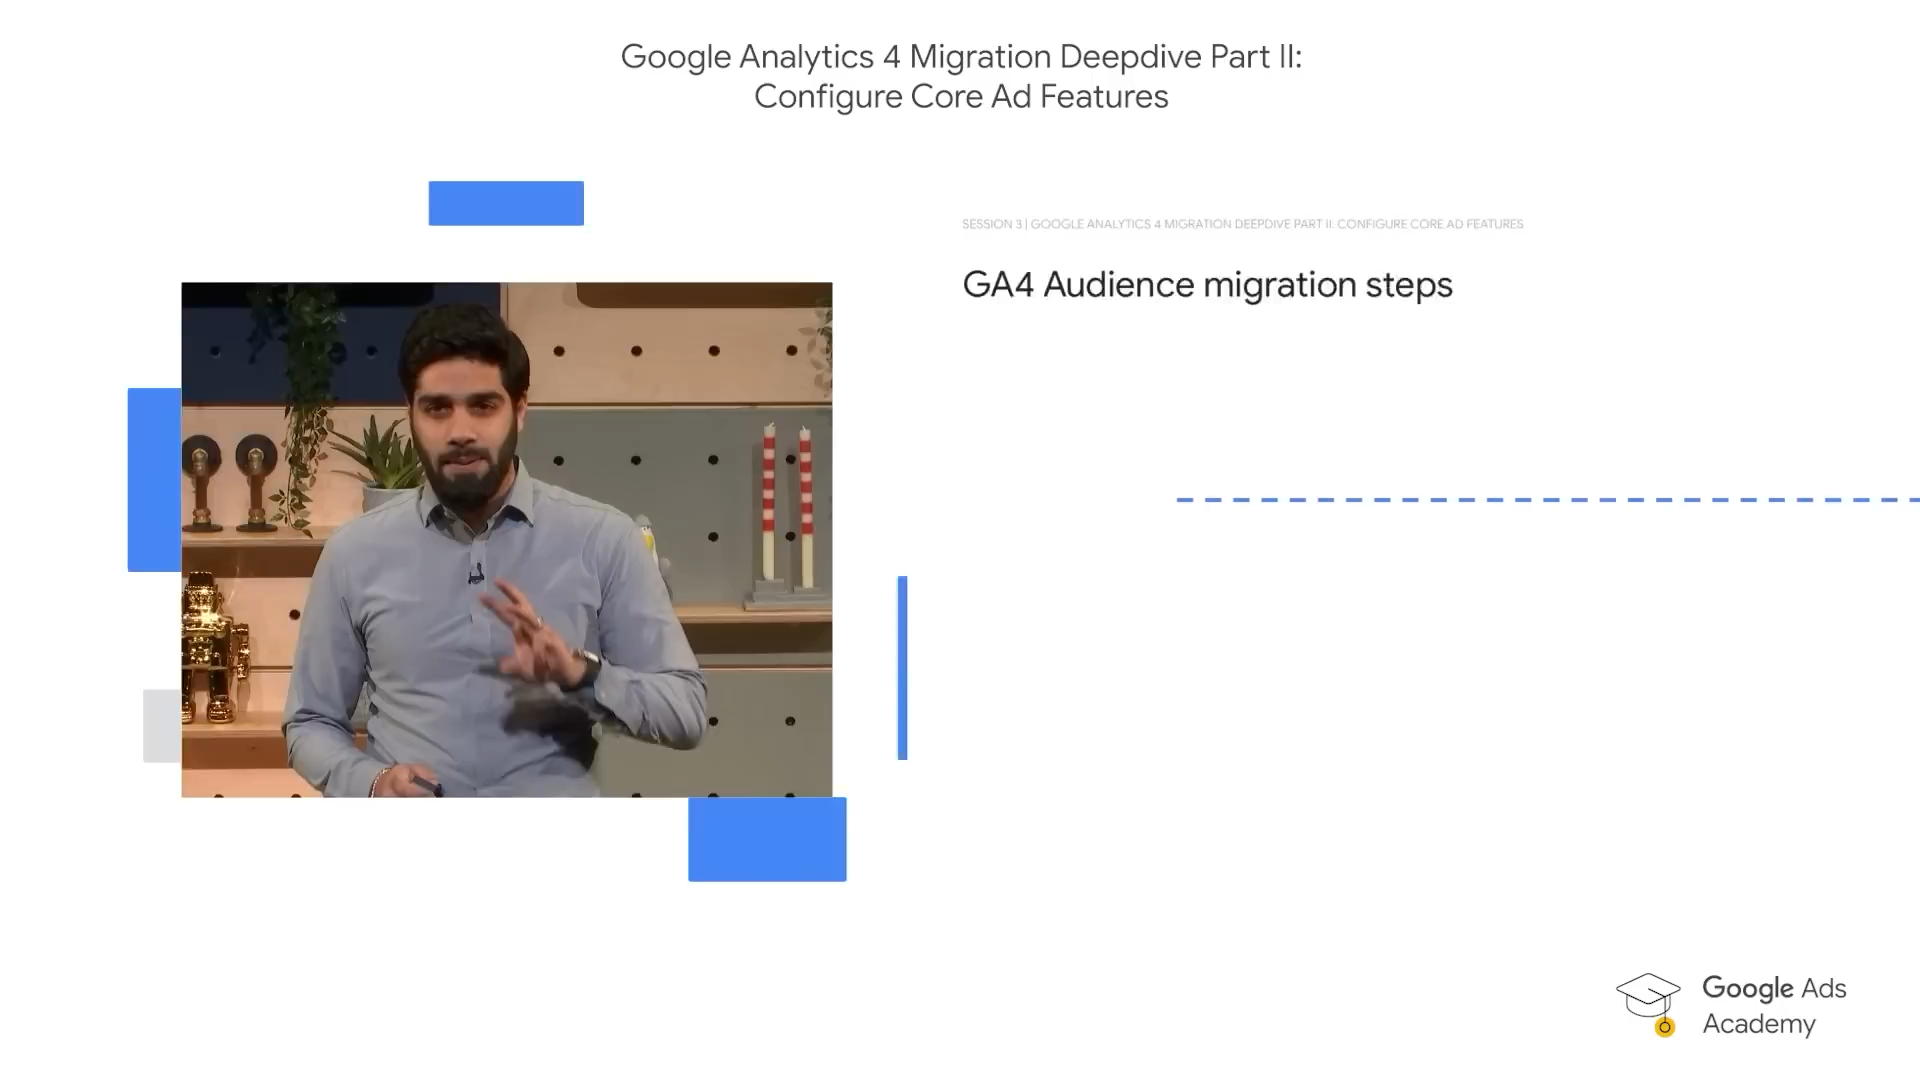 Google Analytics 4 Migration Deepdive Part II:
Configure Core Ad Features
SESSION 3 | GOOGLE ANALYTICS 4 MIGRATION DEEPDIVE PART II: CONFIGURE CORE AD FEATURES
GA4 Audience migration steps
Google Ads
Academy